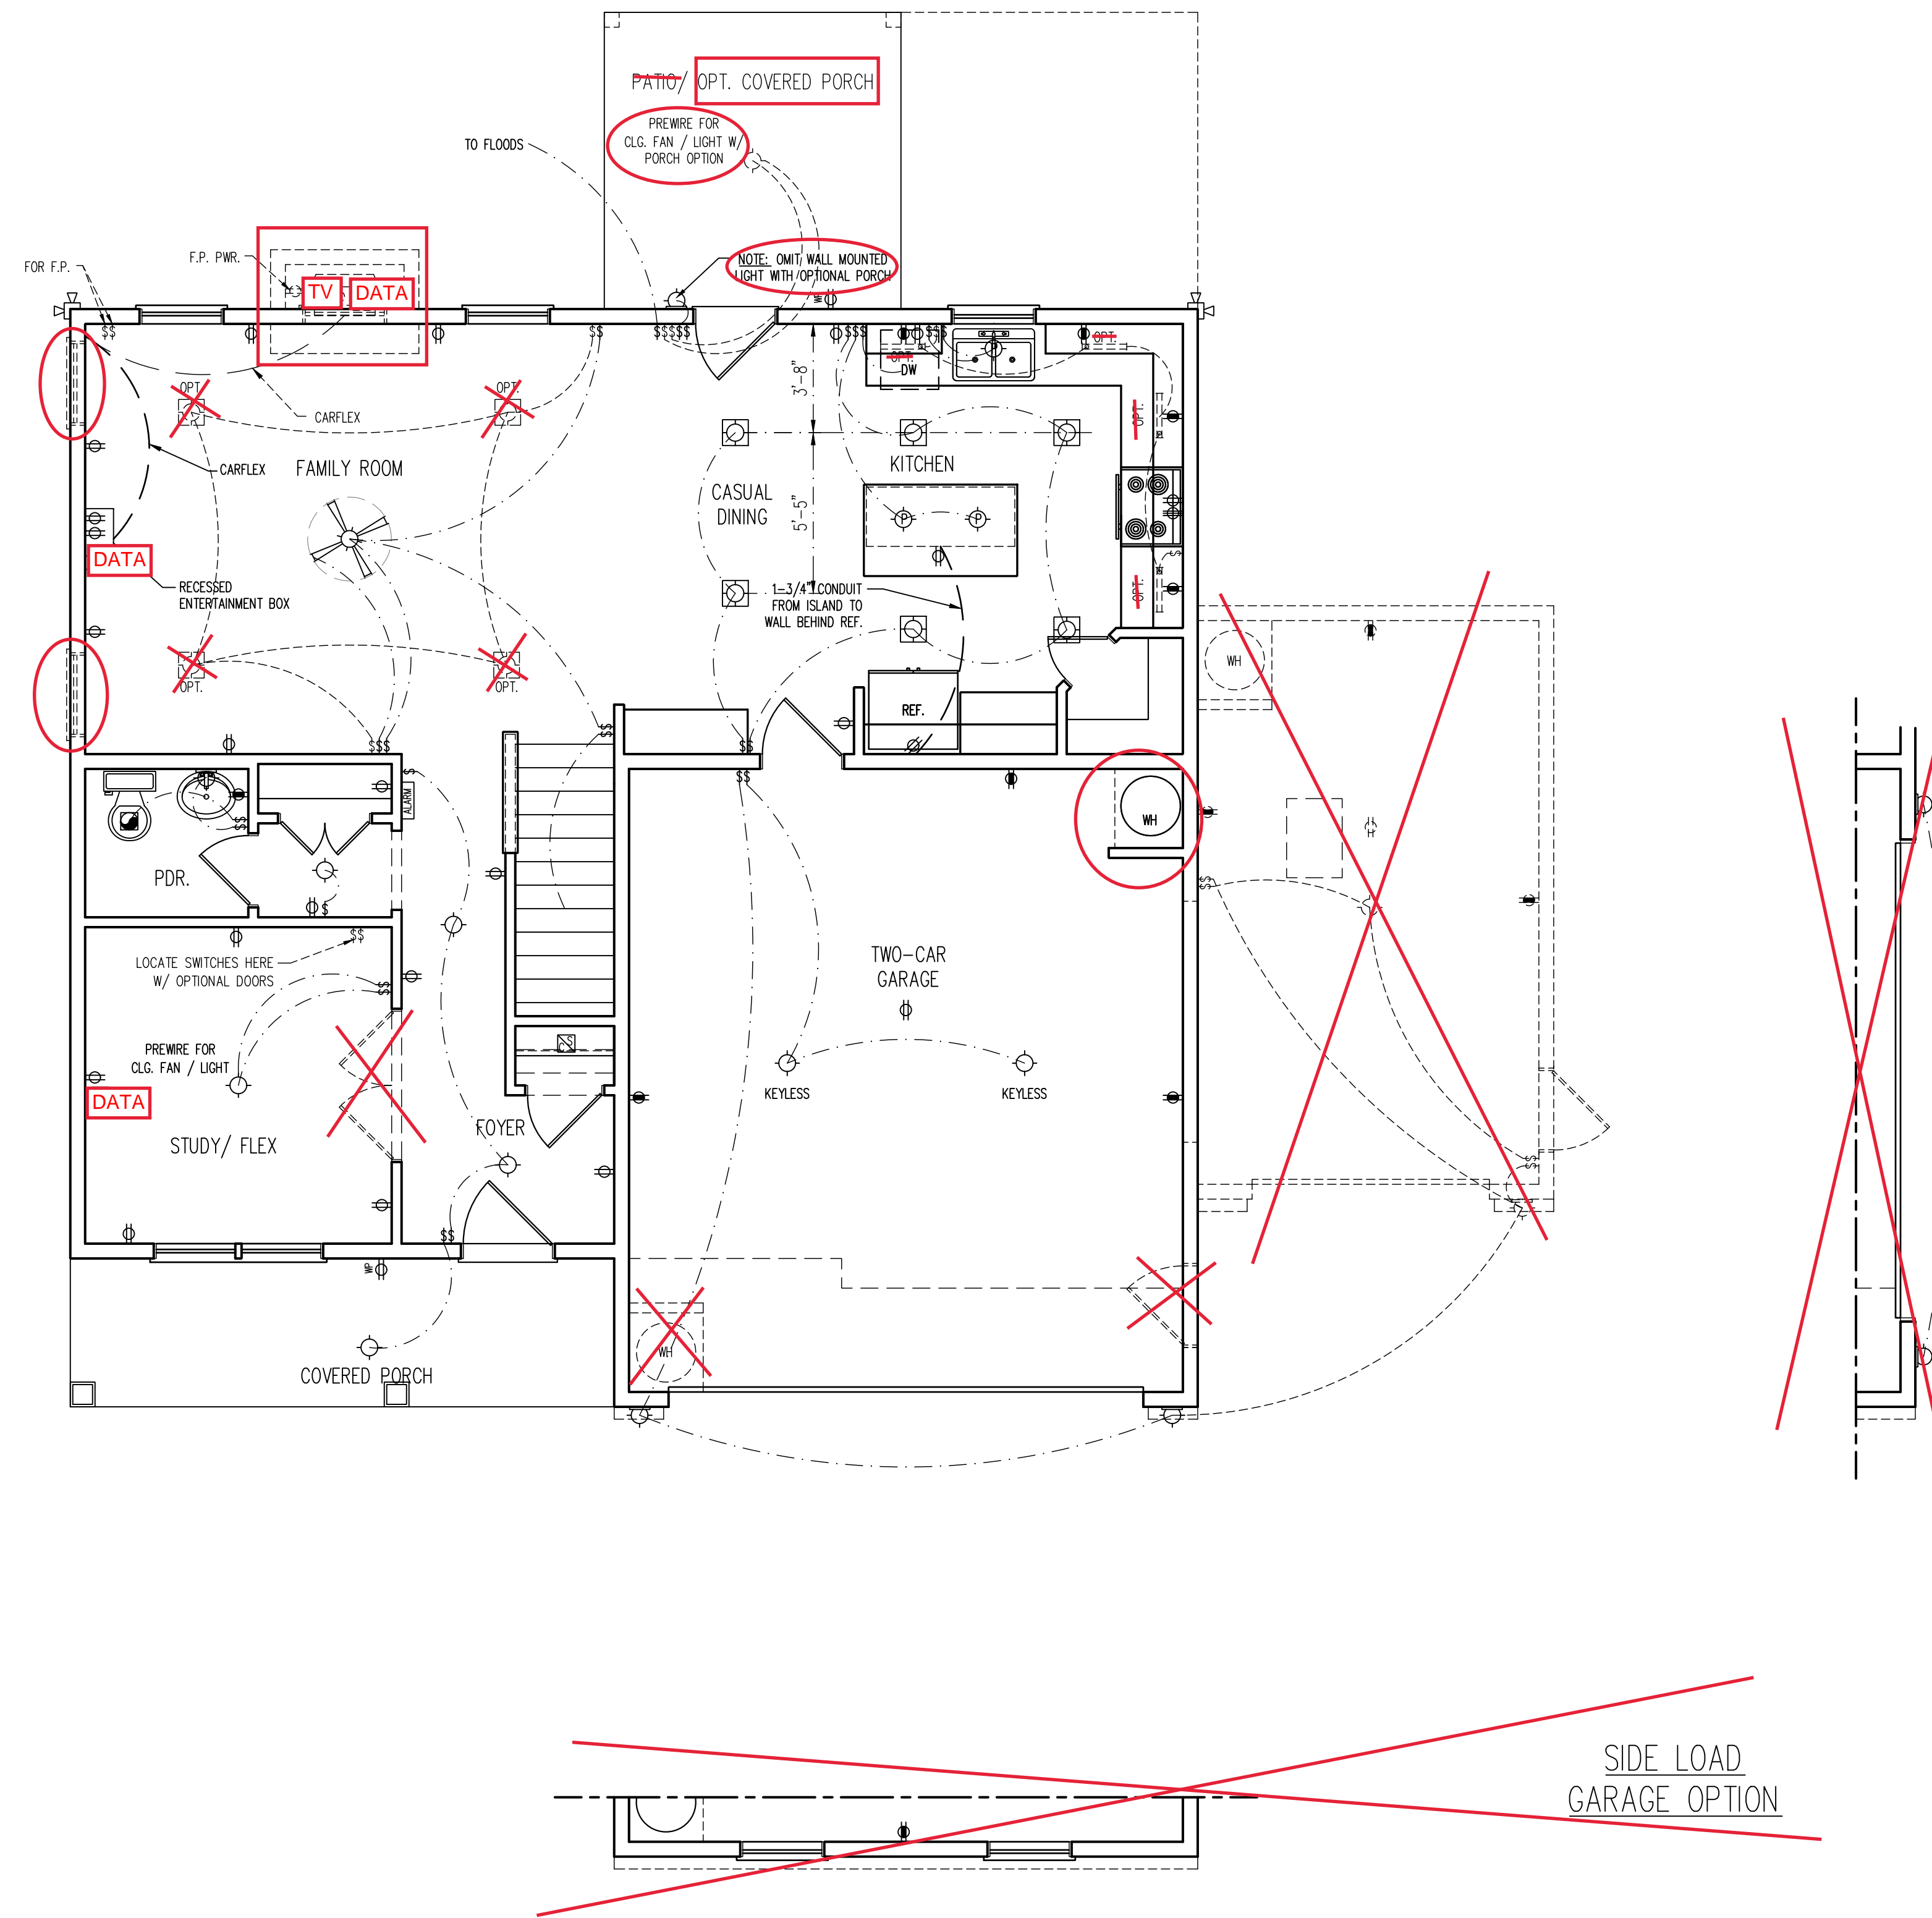 PATIO/ OPT. COVERED PORCH
PREWIRE FOR
CLG. FAN / LIGHT W/
PORCH OPTION
TO FLOODS
NOTE: OMIT WALL MOUNTED
LIGHT WITH OPTIONAL PORCH
FOR F.P.
F.P. PWR.
TV
DATA
WP
$$
$$
$$$$$
$$$
$$$
OPT.
OPT.
DW
3'-8"
OPT.
OPT.
CARFLEX
OPT.
CARFLEX
FAMILY ROOM
KITCHEN
CASUAL
DINING
5'-5"
P
P
P
DATA
RECESSED
ENTERTAINMENT BOX
$
OPT.
1-3/4" CONDUIT
FROM ISLAND TO
WALL BEHIND REF.
WH
OPT.
OPT.
REF.
$$
$$$
$$
$
$$
ALARM
WH
$$
PDR.
$
$$
$$
LOCATE SWITCHES HERE
W/ OPTIONAL DOORS
$$
TWO-CAR
GARAGE
PREWIRE FOR
CLG. FAN / LIGHT
DATA
STUDY/ FLEX
FOYER
KEYLESS
KEYLESS
$$
$$
WP
WH
COVERED PORCH
SIDE LOAD
GARAGE OPTION